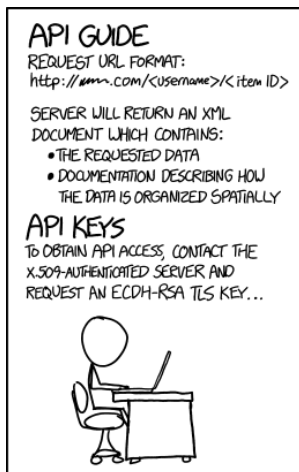 API GUIDE
REQUEST URL FORMAT:
http://.com/<username>/<item ID>
SERVER WILL RETURN AN XML
DOCUMENT WHICH CONTAINS:
• THE REQUESTED DATA
• DOCUMENTATION DESCRIBING HOW
THE DATA IS ORGANIZED SPATIALLY
API KEYS
TO OBTAIN API ACCESS, CONTACT THE
X.509-AUTHENTICATED SERVER AND
REQUEST AN ECDH-RSA TLS KEY...